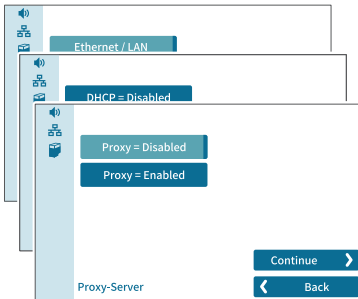 Ethernet / LAN
DHCP = Disabled
Proxy = Disabled
Proxy = Enabled
Continue
Proxy-Server
Back